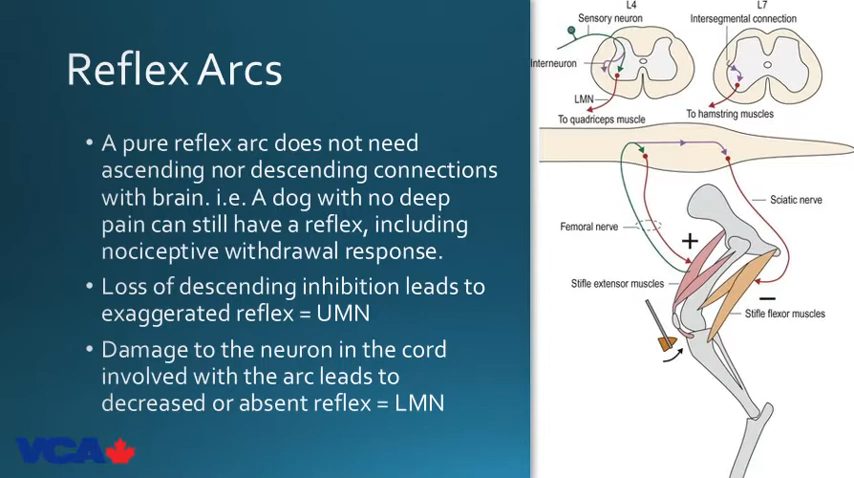 Reflex Arcs
• A pure reflex arc does not need
ascending nor descending connections
with brain. i.e. A dog with no deep
pain can still have a reflex, including
nociceptive withdrawal response.
• Loss of descending inhibition leads to
exaggerated reflex = UMN
• Damage to the neuron in the cord
involved with the arc leads to
decreased or absent reflex = LMN
VCA
L4
Sensory neuron
Interneuron
LMN
To quadriceps muscle
L7
Intersegmental connection
To hamstring muscles
Sciatic nerve
Femoral nerve
+
Stifle extensor muscles
−
Stifle flexor muscles